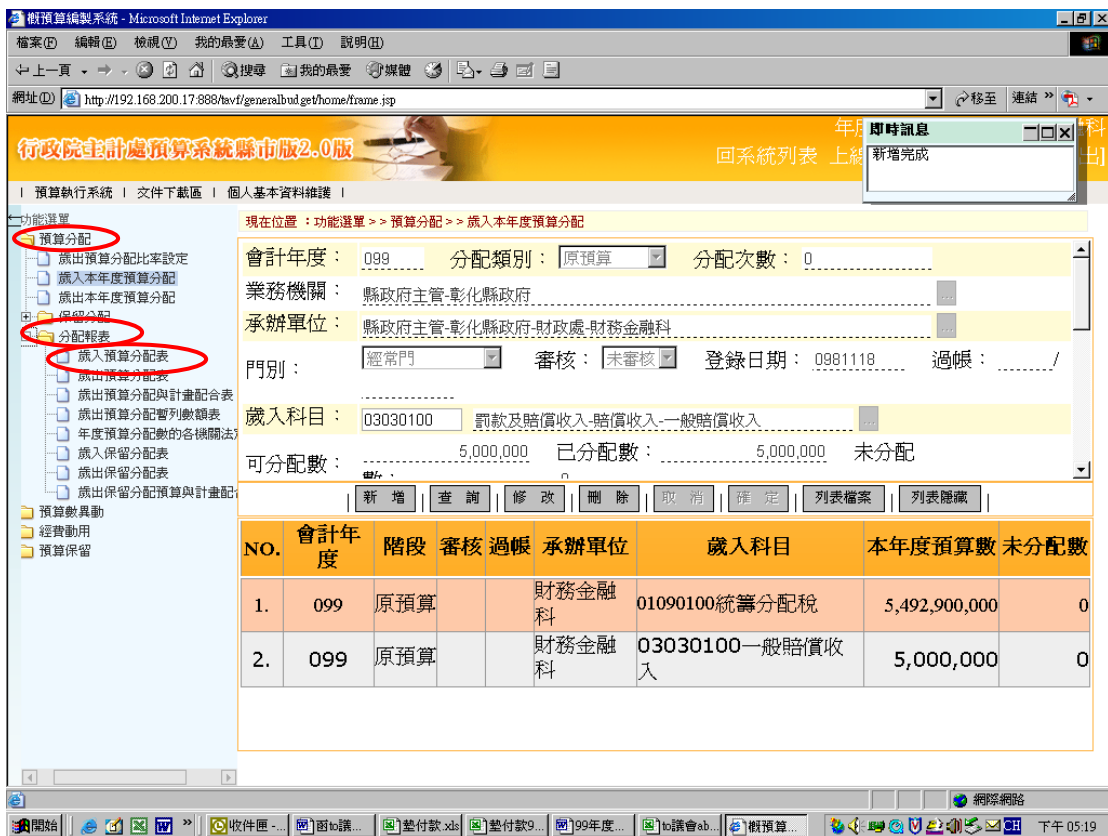 概預算編製系統 - Microsoft Internet Explorer
檔案(F) 編輯(E) 檢視(V) 我的最愛(A) 工具(T) 說明(H)
上一頁 搜尋 我的最愛 媒體
網址(D) http://192.168.200.17:888/tavf/generalbudget/home/frame.jsp 移至 連結 »
行政院主計處預算系統縣市版2.0版
年 科
回系統列表 上線 出]
即時訊息
新增完成
| 預算執行系統 | 文件下載區 | 個人基本資料維護 |
功能選單
預算分配
歲出預算分配比率設定
歲入本年度預算分配
歲出本年度預算分配
保留分配
分配報表
歲入預算分配表
歲出預算分配表
歲出預算分配與計畫配合表
歲出預算分配暫列數額表
年度預算分配數的各機關法定
歲入保留分配表
歲出保留分配表
歲出保留分配預算與計畫配合
預算數異動
經費動用
預算保留
現在位置 : 功能選單 > > 預算分配 > > 歲入本年度預算分配
會計年度: 099 分配類別: 原預算 分配次數: 0
業務機關: 縣政府主管-彰化縣政府 ...
承辦單位: 縣政府主管-彰化縣政府-財政處-財務金融科 ...
門別: 經常門 審核: 未審核 登錄日期: 0981118 過帳: /
歲入科目: 03030100 罰款及賠償收入-賠償收入-一般賠償收入 ...
可分配數: 5,000,000 已分配數: 5,000,000 未分配
數: 0
| 新 增 | 查 詢 | 修 改 | 刪 除 | 取 消 | 確 定 | 列表檔案 | 列表隱藏 |
NO. 會計年度 階段 審核 過帳 承辦單位 歲入科目 本年度預算數 未分配數
1. 099 原預算 財務金融科 01090100統籌分配稅 5,492,900,000 0
2. 099 原預算 財務金融科 03030100一般賠償收入 5,000,000 0
網際網路
開始 » 收件匣 -... 函to議... 墊付款.xls 墊付款9... 99年度... to議會ab... 概預算... CH 下午 05:19